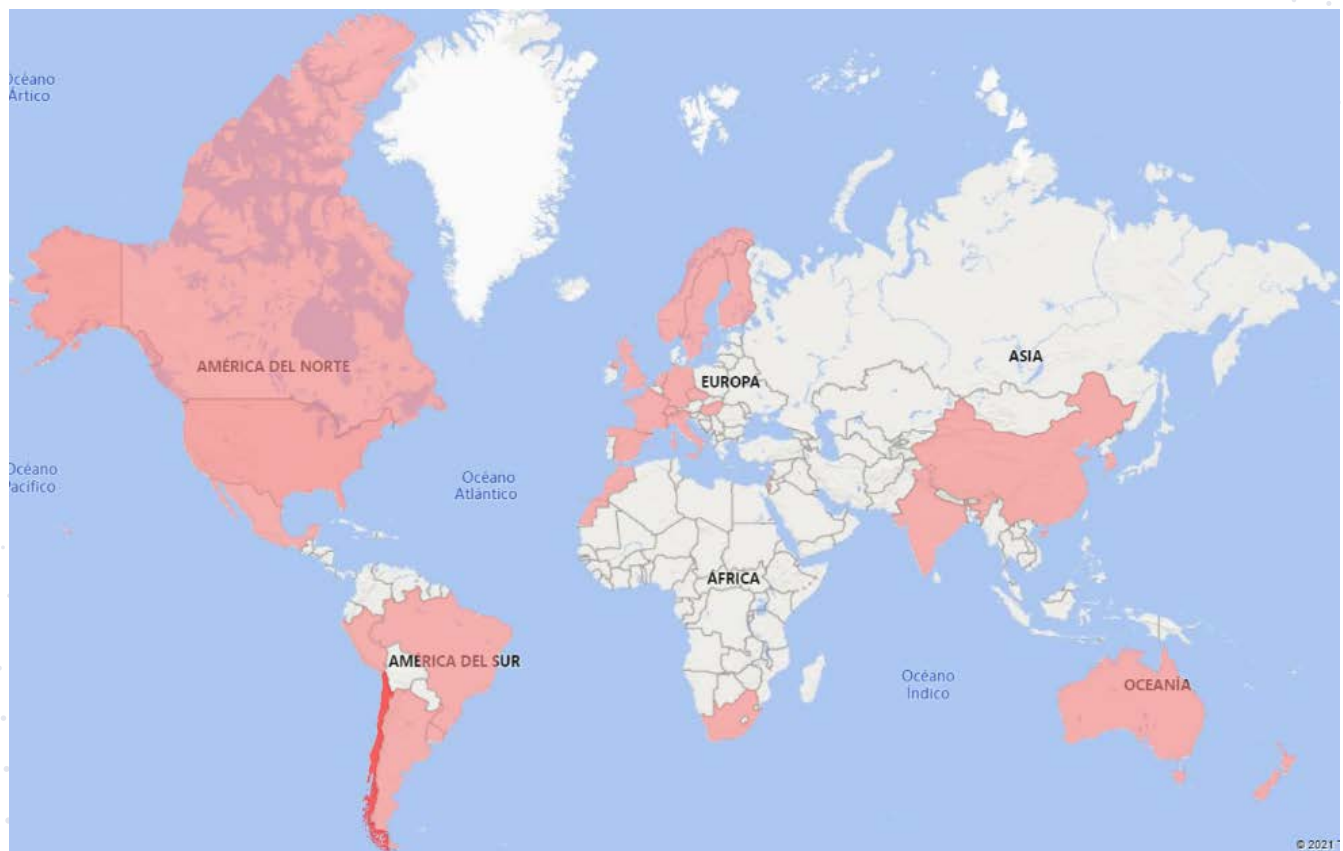 Océano
Ártico
AMÉRICA DEL NORTE
ASIA
EUROPA
Océano
Pacífico
Océano
Atlántico
ÁFRICA
AMÉRICA DEL SUR
Océano
Índico
OCEANÍA
© 2021